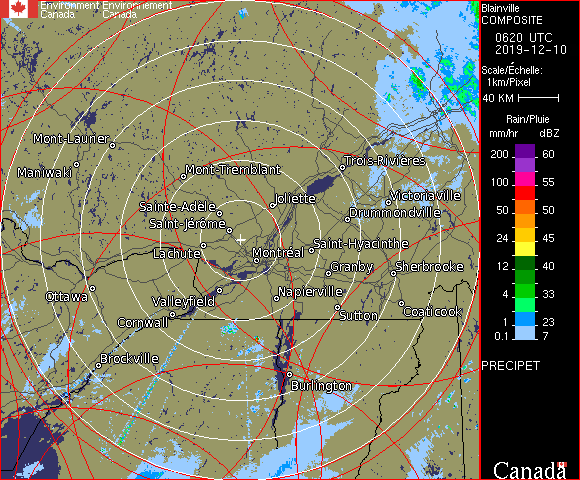 Environment Environnement
Canada Canada
Blainville
COMPOSITE
0620 UTC
2019-12-10
Scale/Échelle:
1km/Pixel
40 KM
Rain/Pluie
mm/hr dBZ
200 60
100 55
50 50
24 45
12 40
4 33
1 23
0.1 7
PRECIPET
Canada
Mont-Laurier
Maniwaki
Mont-Tremblant
Trois-Rivières
Joliette
Victoriaville
Sainte-Adèle
Drummondville
Saint-Jérôme
Lachute
Montréal
Saint-Hyacinthe
Granby
Sherbrooke
Ottawa
Valleyfield
Napierville
Cornwall
Sutton
Coaticook
Brockville
Burlington